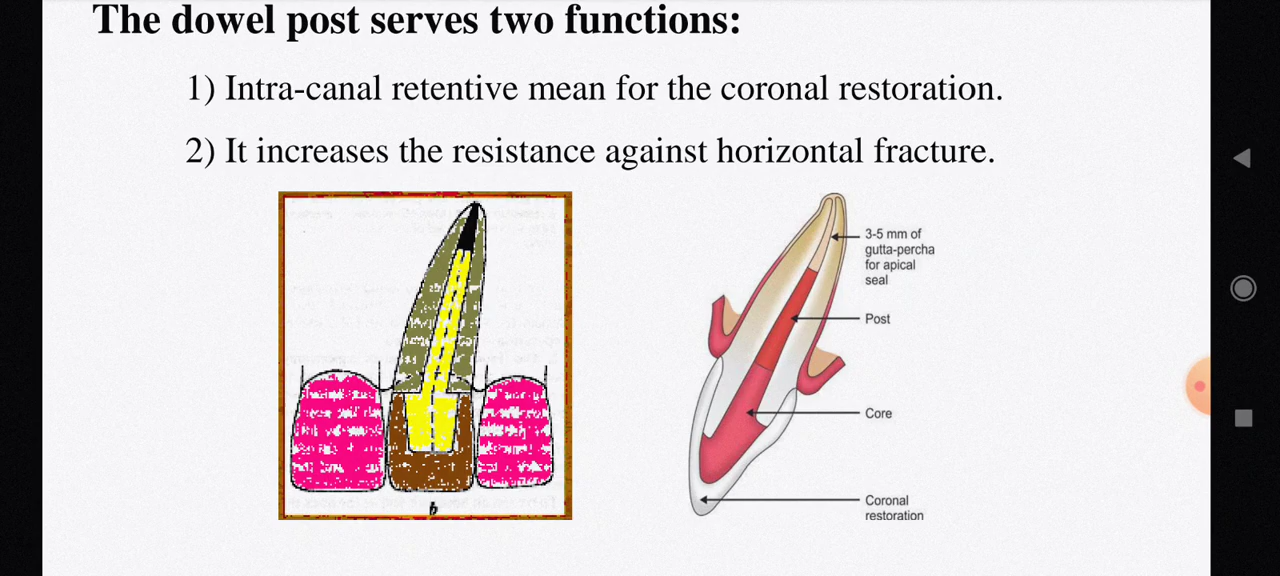 The dowel post serves two functions:
1) Intra-canal retentive mean for the coronal restoration.
2) It increases the resistance against horizontal fracture.
3-5 mm of
gutta-percha
for apical
seal
Post
Core
Coronal
restoration
b